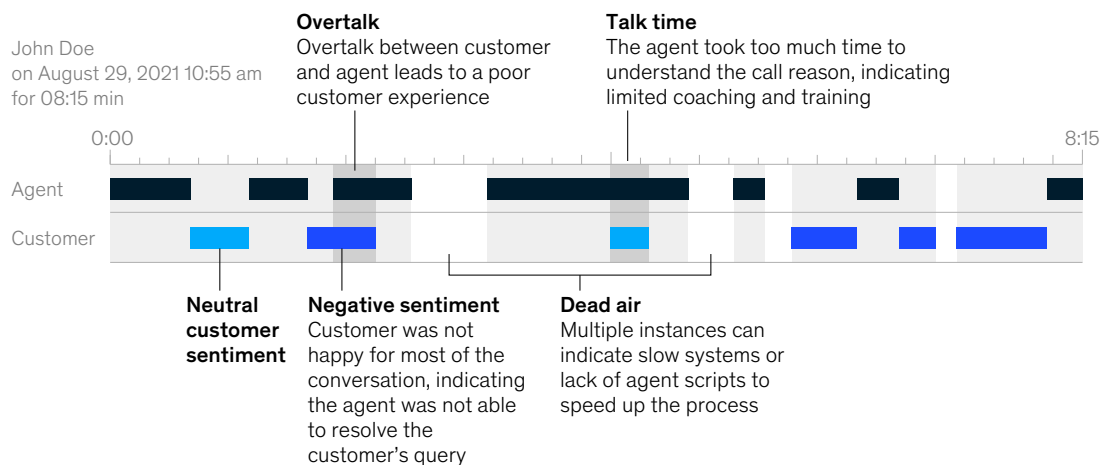 John Doe
on August 29, 2021 10:55 am
for 08:15 min
Overtalk
Overtalk between customer
and agent leads to a poor
customer experience
Talk time
The agent took too much time to
understand the call reason, indicating
limited coaching and training
0:00
8:15
Agent
Customer
Neutral
customer
sentiment
Negative sentiment
Customer was not
happy for most of the
conversation, indicating
the agent was not able
to resolve the
customer’s query
Dead air
Multiple instances can
indicate slow systems or
lack of agent scripts to
speed up the process